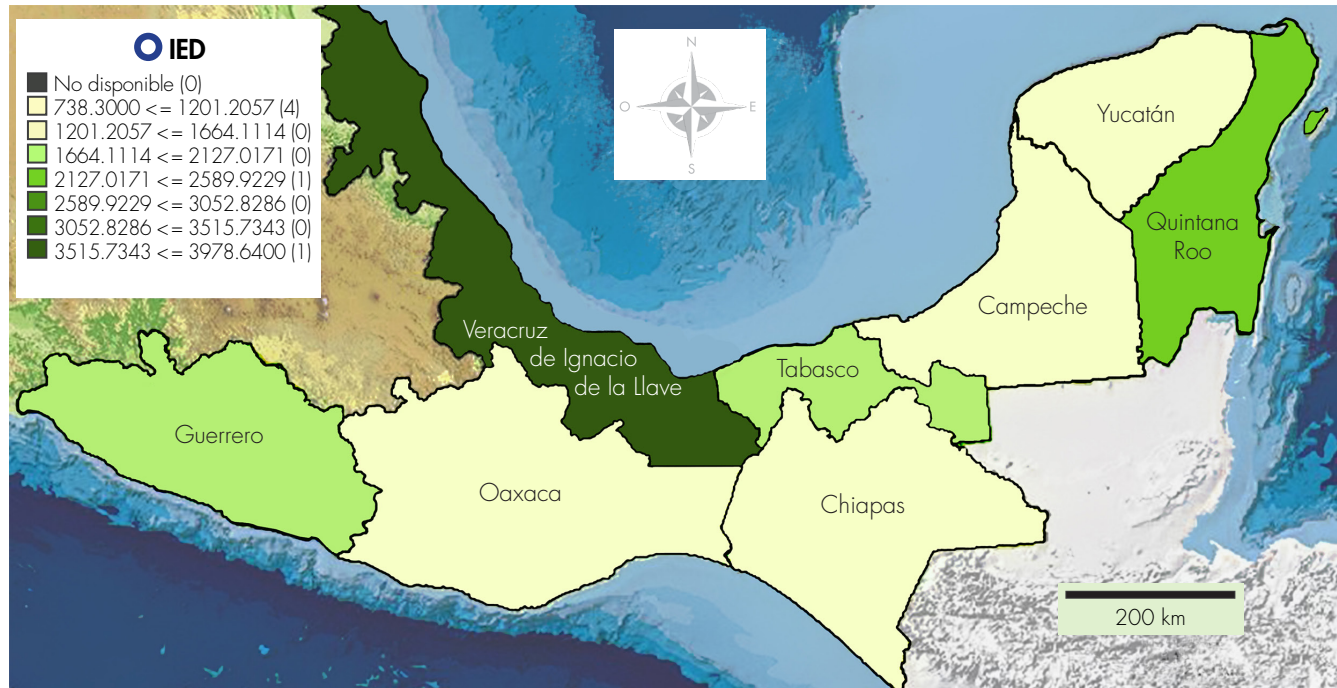 IED
No disponible (0)
738.3000 <= 1201.2057 (4)
1201.2057 <= 1664.1114 (0)
1664.1114 <= 2127.0171 (0)
2127.0171 <= 2589.9229 (1)
2589.9229 <= 3052.8286 (0)
3052.8286 <= 3515.7343 (0)
3515.7343 <= 3978.6400 (1)
N
O
E
S
Yucatán
Quintana
Roo
Campeche
Veracruz
de Ignacio
de la Llave
Tabasco
Guerrero
Oaxaca
Chiapas
200 km